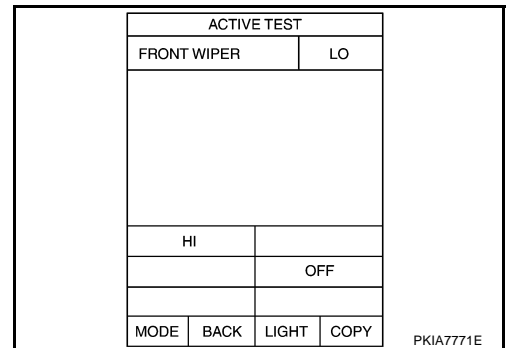 ACTIVE TEST
FRONT WIPER LO
HI
OFF
MODE BACK LIGHT COPY
PKIA7771E